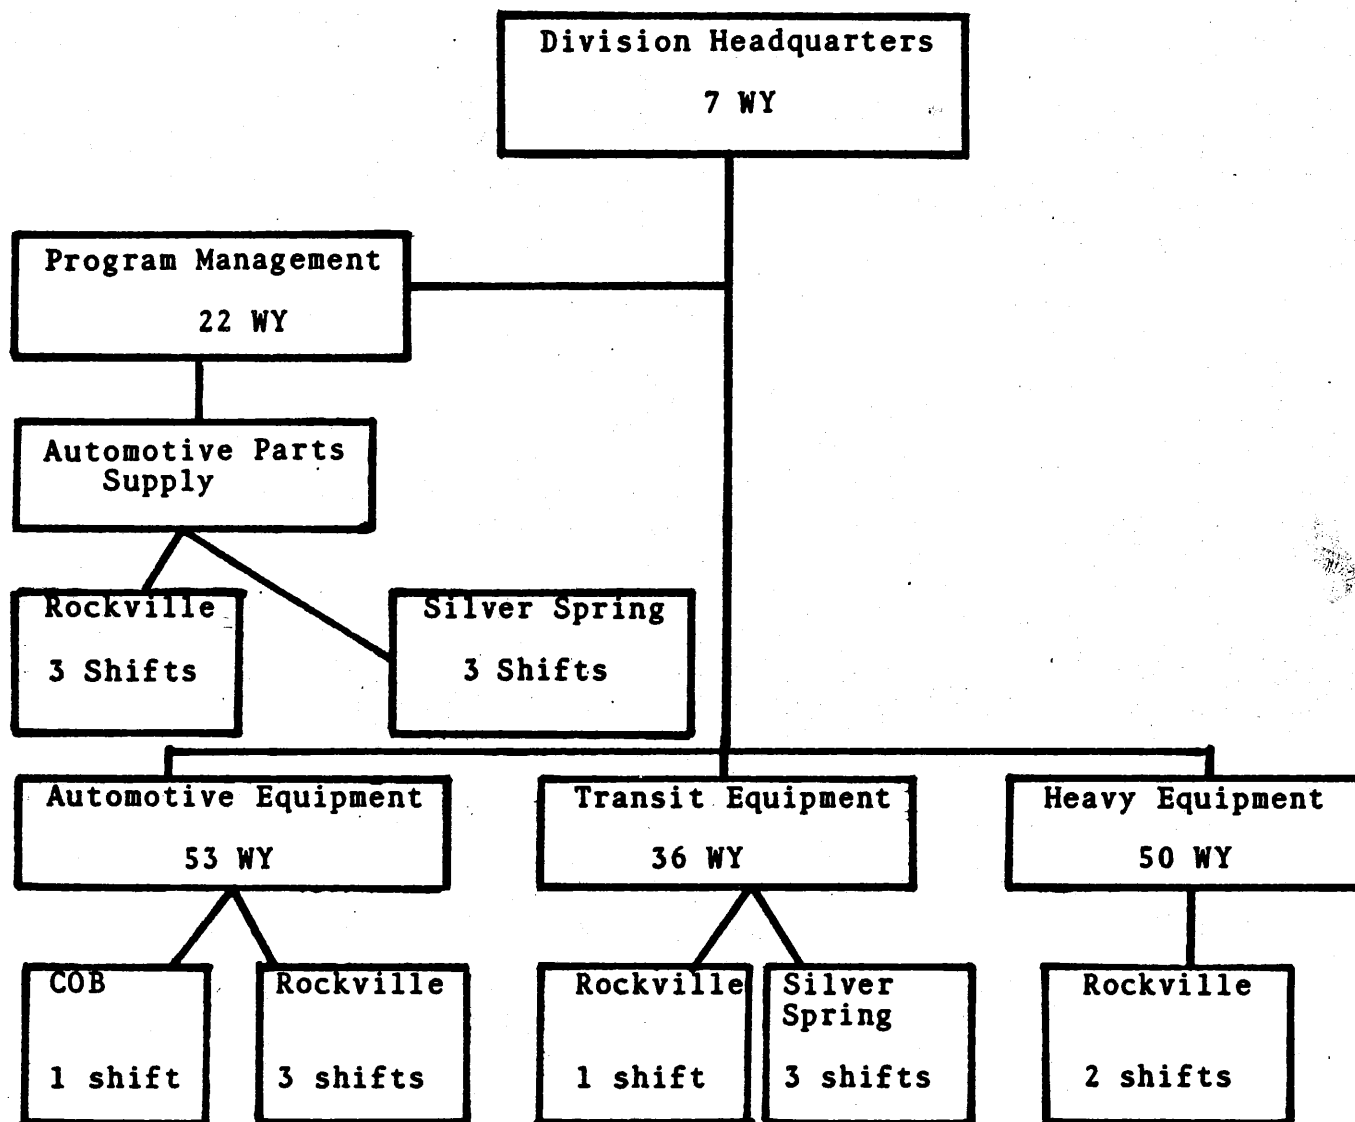 Division Headquarters
7 WY
Program Management
22 WY
Automotive Parts
Supply
Rockville
3 Shifts
Silver Spring
3 Shifts
Automotive Equipment
53 WY
Transit Equipment
36 WY
Heavy Equipment
50 WY
COB
1 shift
Rockville
3 shifts
Rockville
1 shift
Silver
Spring
3 shifts
Rockville
2 shifts